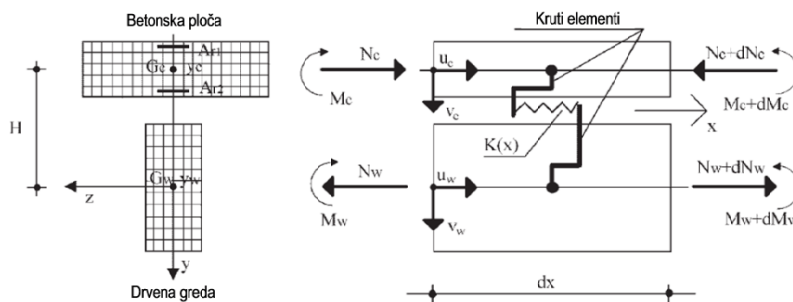 Betonska ploča
Ar1
Gc yc
Ar2
H
Gw yw
z
y
Drvena greda
Kruti elementi
Nc
uc
Nc+dNc
Mc
vc
Mc+dMc
K(x)
x
Nw
uw
Nw+dNw
Mw
vw
Mw+dMw
dx